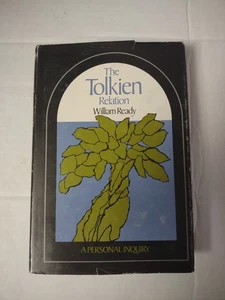 The
Tolkien
Relation
William Ready
A PERSONAL INQUIRY